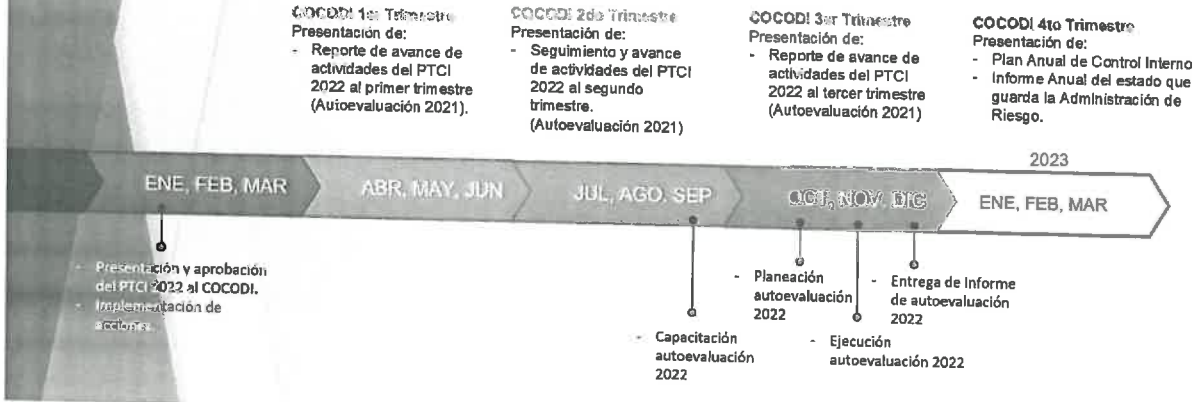 COCODI 1er Trimestre
Presentación de:
- Reporte de avance de
actividades del PTCI
2022 al primer trimestre
(Autoevaluación 2021).
COCODI 2do Trimestre
Presentación de:
- Seguimiento y avance
de actividades del PTCI
2022 al segundo
trimestre.
(Autoevaluación 2021)
COCODI 3er Trimestre
Presentación de:
- Reporte de avance de
actividades del PTCI
2022 al tercer trimestre
(Autoevaluación 2021)
COCODI 4to Trimestre
Presentación de:
- Plan Anual de Control Interno
- Informe Anual del estado que
guarda la Administración de
Riesgo.
2023
ENE, FEB, MAR
ABR, MAY, JUN
JUL, AGO, SEP
OCT, NOV, DIC
ENE, FEB, MAR
- Presentación y aprobación
del PTCI 2022 al COCODI.
- Implementación de
acciones.
- Capacitación
autoevaluación
2022
- Planeación
autoevaluación
2022
- Ejecución
autoevaluación 2022
- Entrega de Informe
de autoevaluación
2022